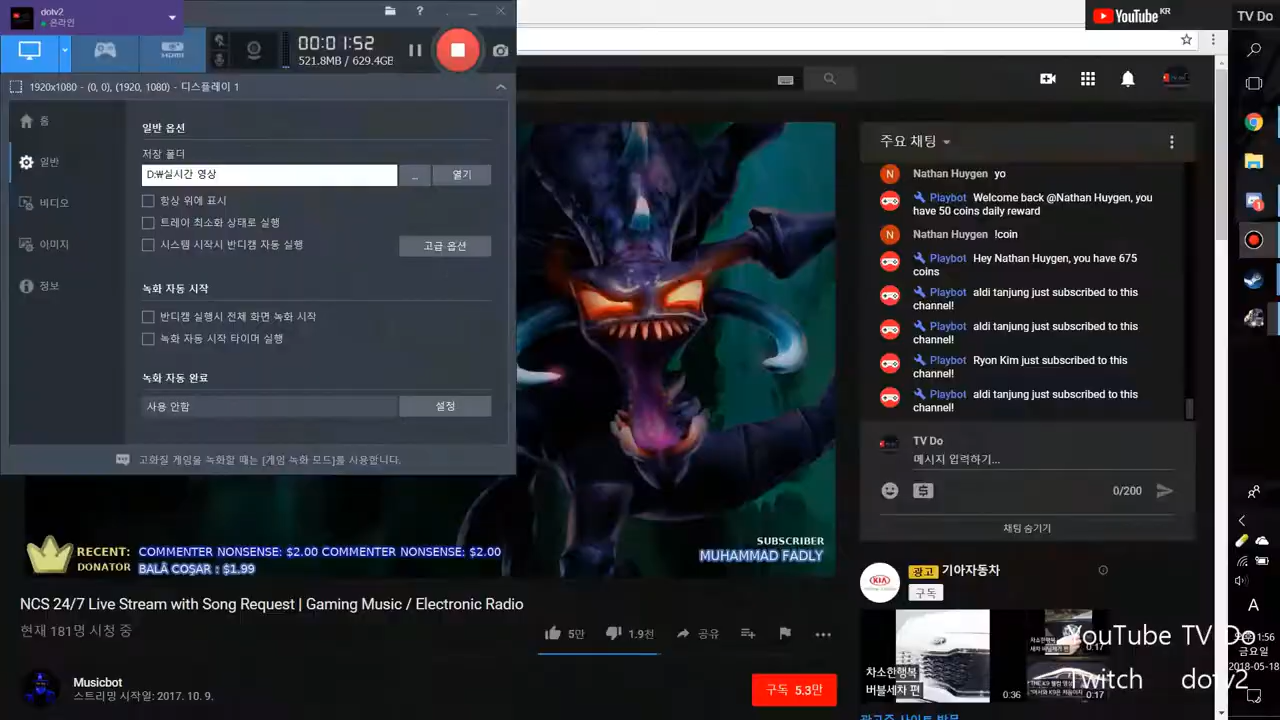 dotv2
온라인
00:01:52
521.8MB / 629.4GB
HDMI
1920x1080 - (0, 0), (1920, 1080) - 디스플레이 1
홈
일반
비디오
이미지
정보
일반 옵션
저장 폴더
D:₩실시간 영상
..
열기
항상 위에 표시
트레이 최소화 상태로 실행
시스템 시작시 반디캠 자동 실행
고급 옵션
녹화 자동 시작
반디캠 실행시 전체 화면 녹화 시작
녹화 자동 시작 타이머 실행
녹화 자동 완료
사용 안함
설정
고화질 게임을 녹화할 때는 [게임 녹화 모드]를 사용합니다.
YouTube KR
TV Do
주요 채팅
N Nathan Huygen yo
Playbot Welcome back @Nathan Huygen, you
have 50 coins daily reward
N Nathan Huygen !coin
Playbot Hey Nathan Huygen, you have 675
coins
Playbot aldi tanjung just subscribed to this
channel!
Playbot aldi tanjung just subscribed to this
channel!
Playbot Ryon Kim just subscribed to this
channel!
Playbot aldi tanjung just subscribed to this
channel!
TV Do
메시지 입력하기...
0/200
채팅 숨기기
RECENT: COMMENTER NONSENSE: $2.00 COMMENTER NONSENSE: $2.00
DONATOR BALA COŞAR : $1.99
SUBSCRIBER
MUHAMMAD FADLY
NCS 24/7 Live Stream with Song Request | Gaming Music / Electronic Radio
현재 181명 시청 중
5만
1.9천
공유
Musicbot
스트리밍 시작일: 2017. 10. 9.
구독 5.3만
KIA
광고 기아자동차
구독
차소한행복
버블세차 편
0:36
차소한행복
0:17
0:17
YouTube TV Do
Twitch dotv2
A
1:56
금요일
2018-05-18